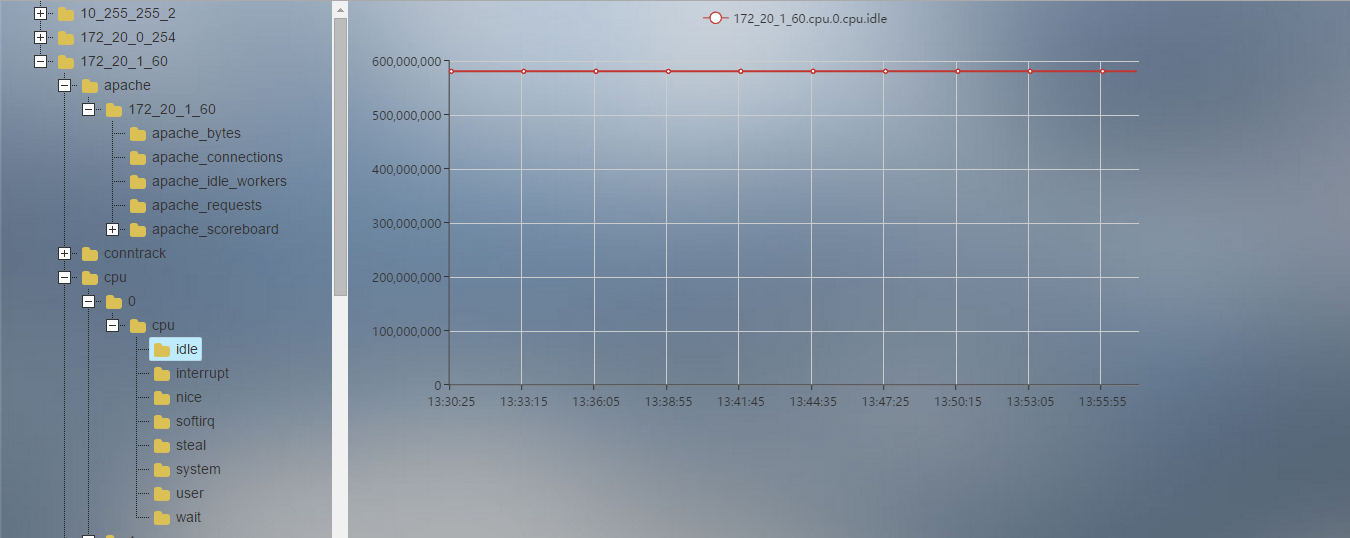 10_255_255_2
172_20_0_254
172_20_1_60
apache
172_20_1_60
apache_bytes
apache_connections
apache_idle_workers
apache_requests
apache_scoreboard
conntrack
cpu
0
cpu
idle
interrupt
nice
softirq
steal
system
user
wait
172_20_1_60.cpu.0.cpu.idle
600,000,000
500,000,000
400,000,000
300,000,000
200,000,000
100,000,000
0
13:30:25 13:33:15 13:36:05 13:38:55 13:41:45 13:44:35 13:47:25 13:50:15 13:53:05 13:55:55